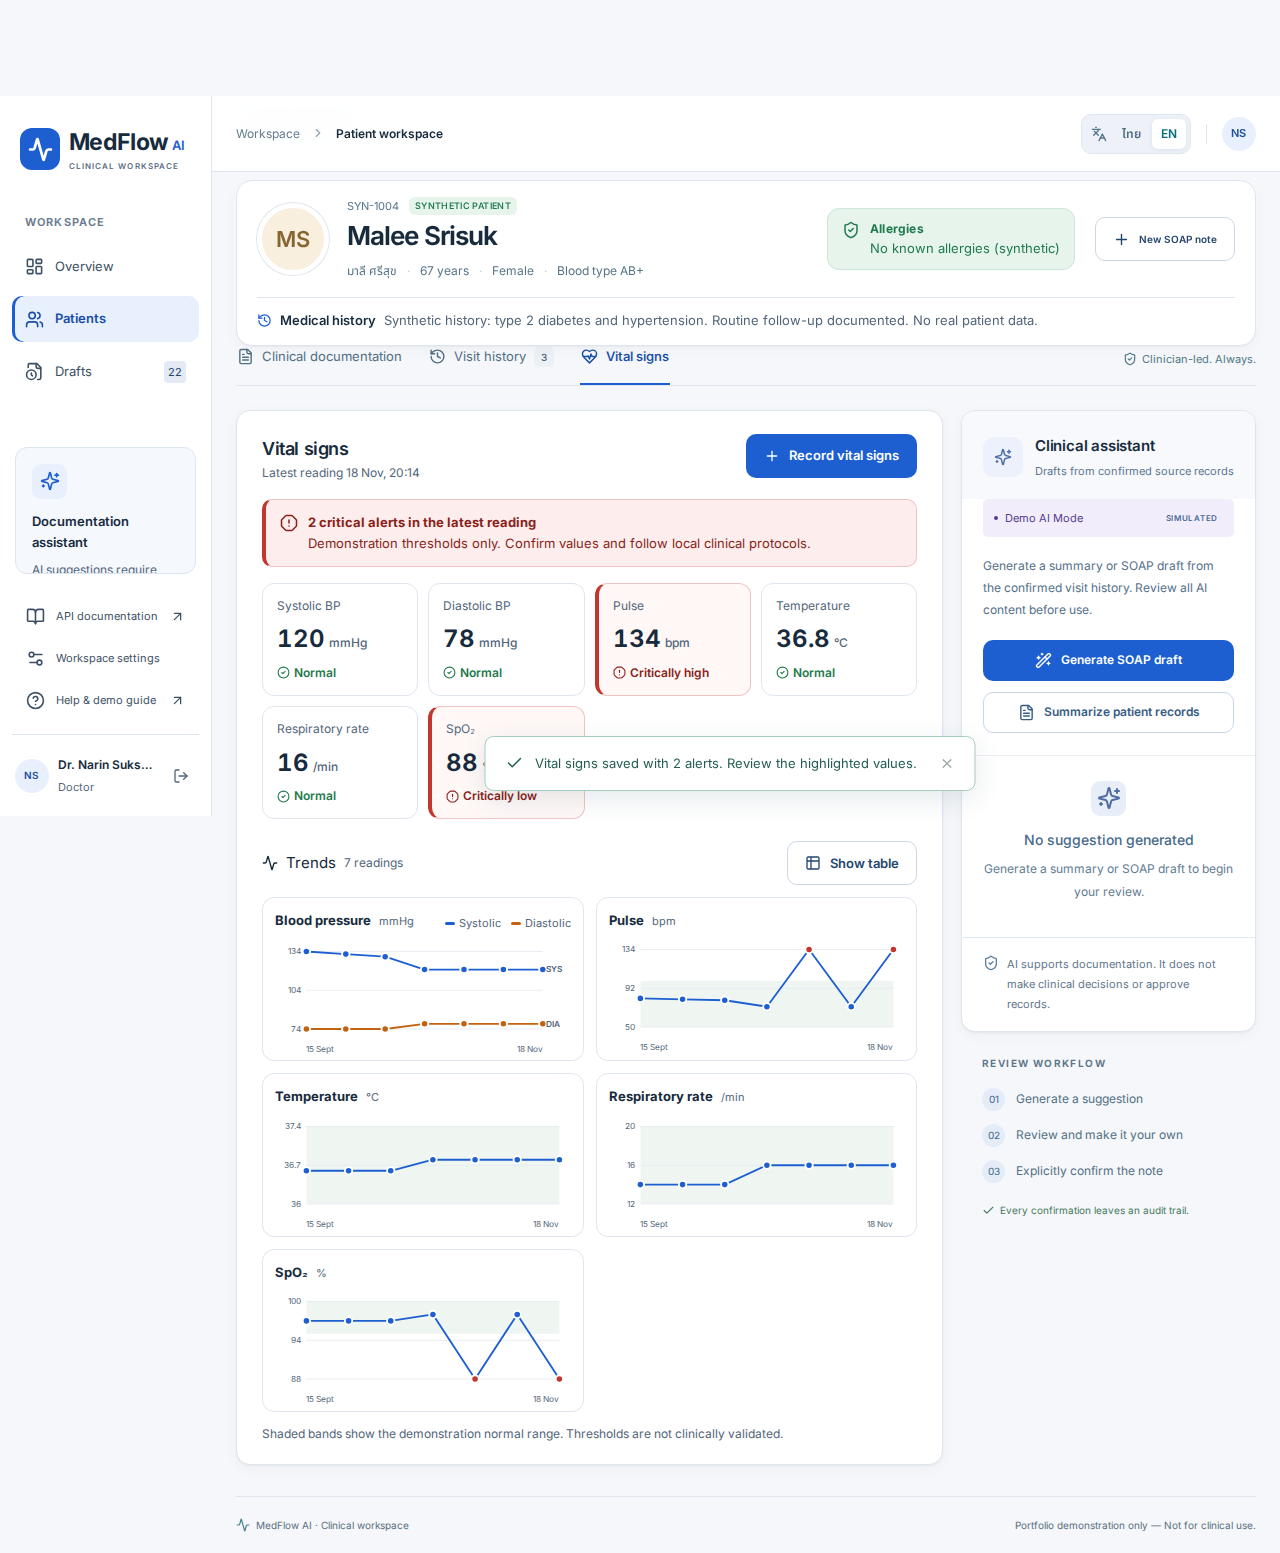 MedFlow AI
CLINICAL WORKSPACE
WORKSPACE
Overview
Patients
Drafts 22
Documentation
assistant
AI suggestions require
API documentation
Workspace settings
Help & demo guide
NS Dr. Narin Suks...
Doctor
Workspace > Patient workspace
ไทย EN NS
MS
SYN-1004 SYNTHETIC PATIENT
Malee Srisuk
มาลี ศรีสุข · 67 years · Female · Blood type AB+
Allergies
No known allergies (synthetic)
New SOAP note
Medical history Synthetic history: type 2 diabetes and hypertension. Routine follow-up documented. No real patient data.
Clinical documentation Visit history 3 Vital signs
Clinician-led. Always.
Vital signs
Latest reading 18 Nov, 20:14
Record vital signs
2 critical alerts in the latest reading
Demonstration thresholds only. Confirm values and follow local clinical protocols.
Systolic BP
120 mmHg
Normal
Diastolic BP
78 mmHg
Normal
Pulse
134 bpm
Critically high
Temperature
36.8 °C
Normal
Respiratory rate
16 /min
Normal
SpO₂
88
Critically low
Vital signs saved with 2 alerts. Review the highlighted values.
Trends 7 readings
Show table
Blood pressure mmHg Systolic Diastolic
134
104
74
SYS
DIA
15 Sept 18 Nov
Pulse bpm
134
92
50
15 Sept 18 Nov
Temperature °C
37.4
36.7
36
15 Sept 18 Nov
Respiratory rate /min
20
16
12
15 Sept 18 Nov
SpO₂ %
100
94
88
15 Sept 18 Nov
Shaded bands show the demonstration normal range. Thresholds are not clinically validated.
Clinical assistant
Drafts from confirmed source records
Demo AI Mode SIMULATED
Generate a summary or SOAP draft from
the confirmed visit history. Review all AI
content before use.
Generate SOAP draft
Summarize patient records
No suggestion generated
Generate a summary or SOAP draft to begin
your review.
AI supports documentation. It does not
make clinical decisions or approve
records.
REVIEW WORKFLOW
01 Generate a suggestion
02 Review and make it your own
03 Explicitly confirm the note
Every confirmation leaves an audit trail.
MedFlow AI · Clinical workspace
Portfolio demonstration only — Not for clinical use.